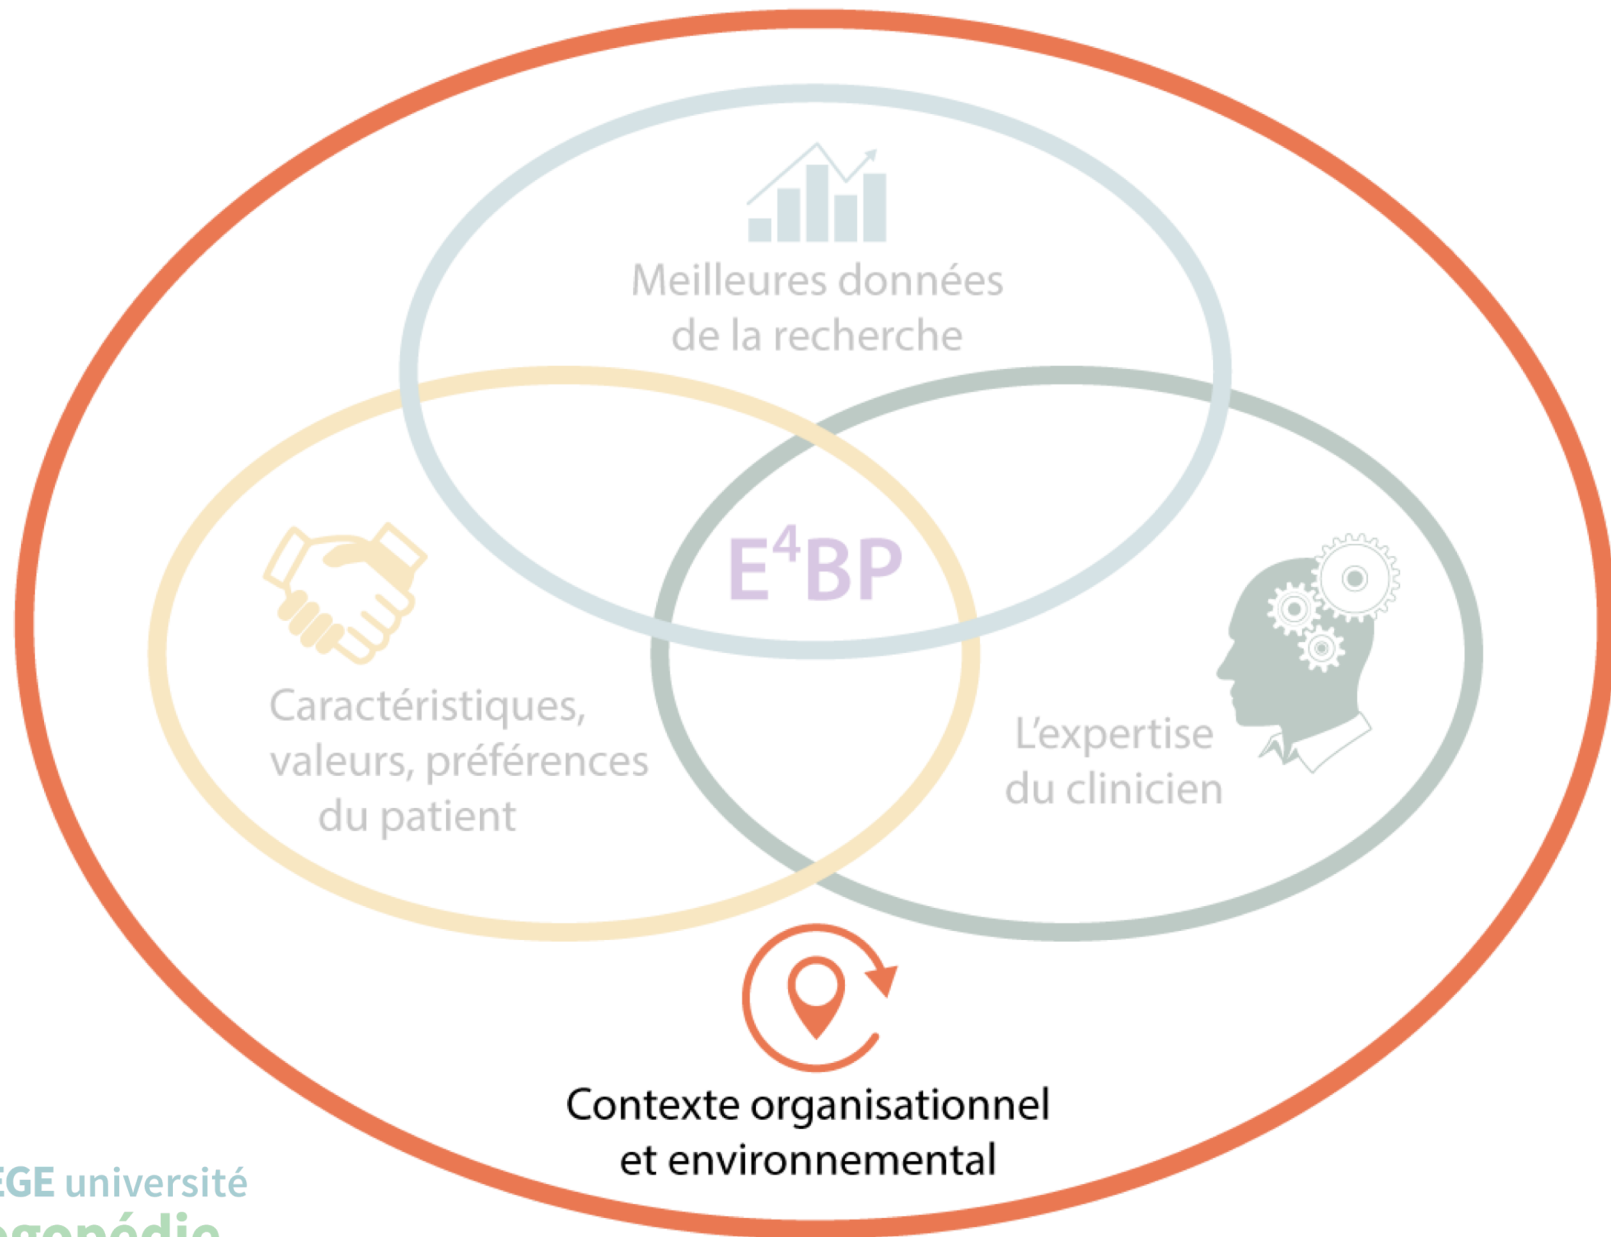 Meilleures données
de la recherche
E⁴BP
Caractéristiques,
valeurs, préférences
du patient
L'expertise
du clinicien
Contexte organisationnel
et environnemental
EGE université
ogopédie